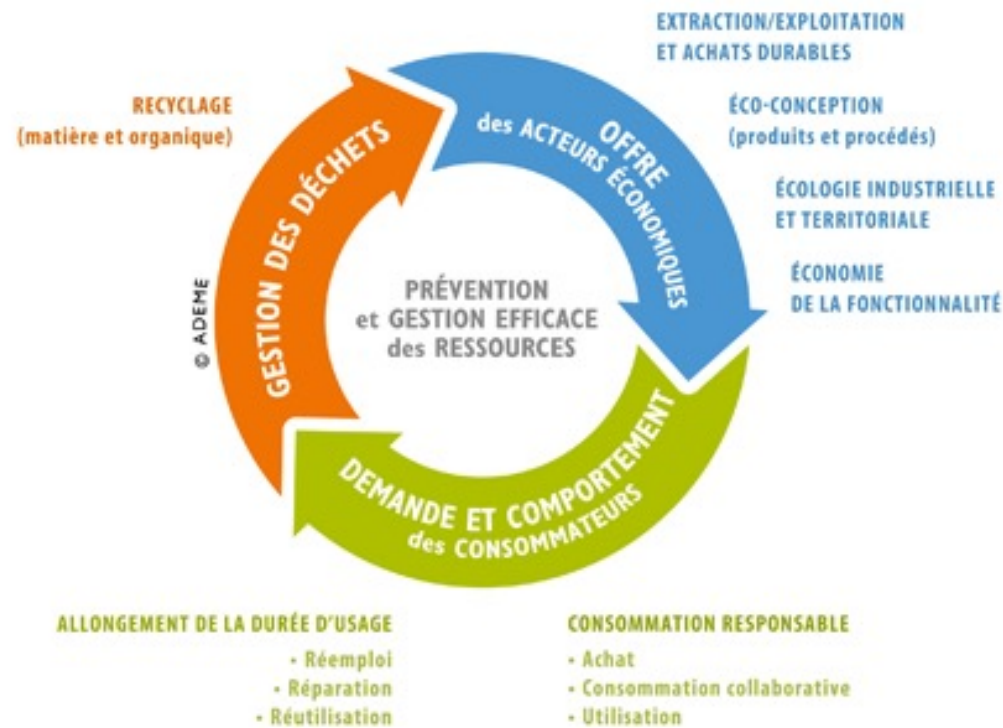 EXTRACTION/EXPLOITATION
ET ACHATS DURABLES
RECYCLAGE
(matière et organique)
ÉCO-CONCEPTION
(produits et procédés)
ÉCOLOGIE INDUSTRIELLE
ET TERRITORIALE
ÉCONOMIE
DE LA FONCTIONNALITÉ
OFFRE
des ACTEURS ÉCONOMIQUES
GESTION DES DÉCHETS
PRÉVENTION
et GESTION EFFICACE
des RESSOURCES
© ADEME
DEMANDE ET COMPORTEMENT
des CONSOMMATEURS
ALLONGEMENT DE LA DURÉE D'USAGE
• Réemploi
• Réparation
• Réutilisation
CONSOMMATION RESPONSABLE
• Achat
• Consommation collaborative
• Utilisation